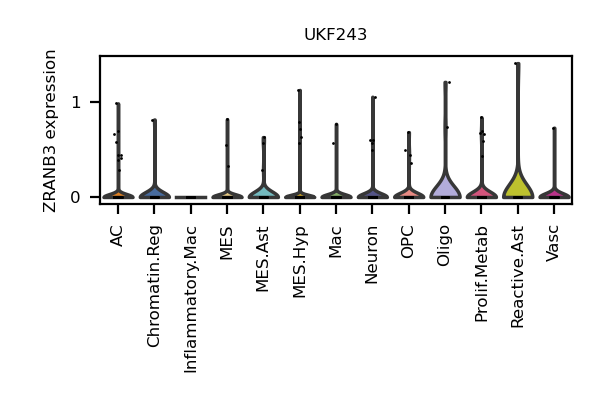 UKF243
ZRANB3 expression
1
0
AC
Chromatin.Reg
Inflammatory.Mac
MES
MES.Ast
MES.Hyp
Mac
Neuron
OPC
Oligo
Prolif.Metab
Reactive.Ast
Vasc